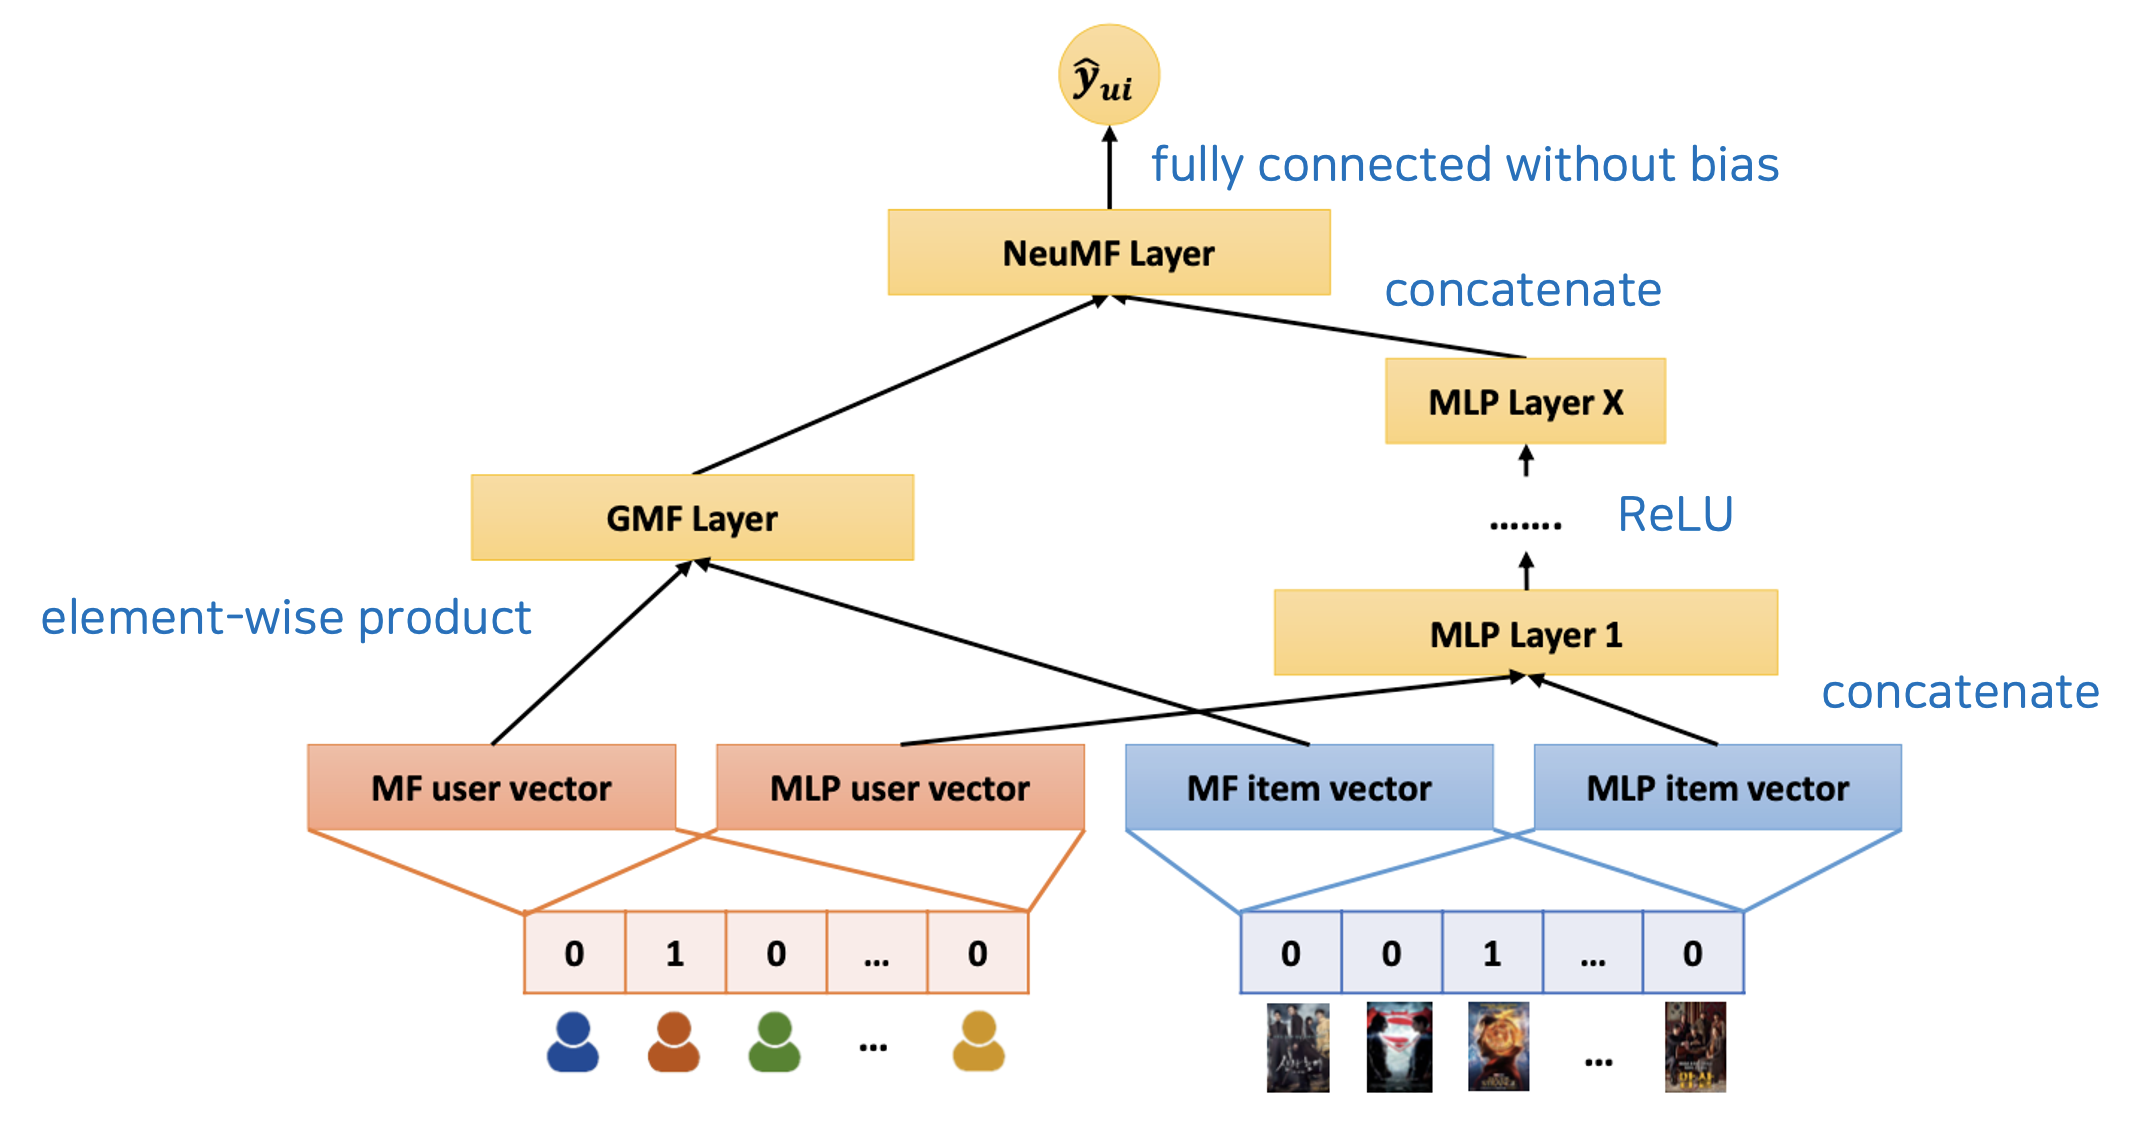 ŷui
fully connected without bias
NeuMF Layer
concatenate
MLP Layer X
GMF Layer
....... ReLU
element-wise product
MLP Layer 1
concatenate
MF user vector MLP user vector MF item vector MLP item vector
0 1 0 ... 0 0 0 1 ... 0
... ...